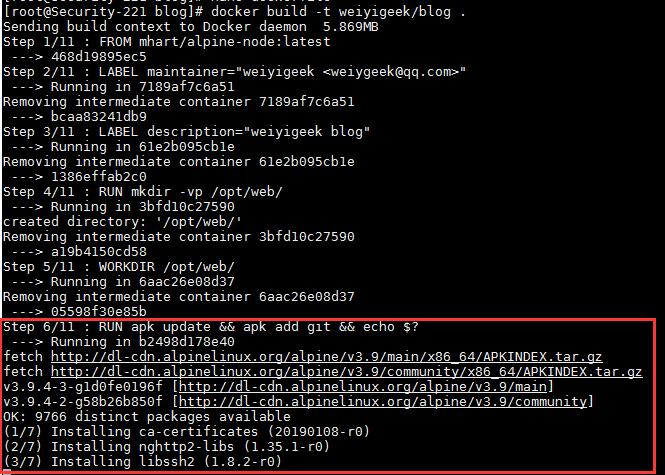 [root@Security-221 blog]# docker build -t weiyigeek/blog .
Sending build context to Docker daemon  5.869MB
Step 1/11 : FROM mhart/alpine-node:latest
 ---> 468d19895ec5
Step 2/11 : LABEL maintainer="weiyigeek <weiygeek@qq.com>"
 ---> Running in 7189af7c6a51
Removing intermediate container 7189af7c6a51
 ---> bcaa83241db9
Step 3/11 : LABEL description="weiyigeek blog"
 ---> Running in 61e2b095cb1e
Removing intermediate container 61e2b095cb1e
 ---> 1386effab2c0
Step 4/11 : RUN mkdir -vp /opt/web/
 ---> Running in 3bfd10c27590
created directory: '/opt/web/'
Removing intermediate container 3bfd10c27590
 ---> a19b4150cd58
Step 5/11 : WORKDIR /opt/web/
 ---> Running in 6aac26e08d37
Removing intermediate container 6aac26e08d37
 ---> 05598f30e85b
Step 6/11 : RUN apk update && apk add git && echo $?
 ---> Running in b2498d178e40
fetch http://dl-cdn.alpinelinux.org/alpine/v3.9/main/x86_64/APKINDEX.tar.gz
fetch http://dl-cdn.alpinelinux.org/alpine/v3.9/community/x86_64/APKINDEX.tar.gz
v3.9.4-3-g1d0fe0196f [http://dl-cdn.alpinelinux.org/alpine/v3.9/main]
v3.9.4-2-g58b26b850f [http://dl-cdn.alpinelinux.org/alpine/v3.9/community]
OK: 9766 distinct packages available
(1/7) Installing ca-certificates (20190108-r0)
(2/7) Installing nghttp2-libs (1.35.1-r0)
(3/7) Installing libssh2 (1.8.2-r0)